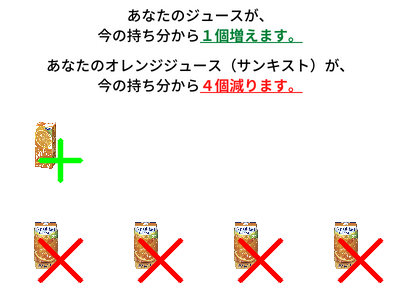 あなたのジュースが、
今の持ち分から１個増えます。
あなたのオレンジジュース（サンキスト）が、
今の持ち分から４個減ります。